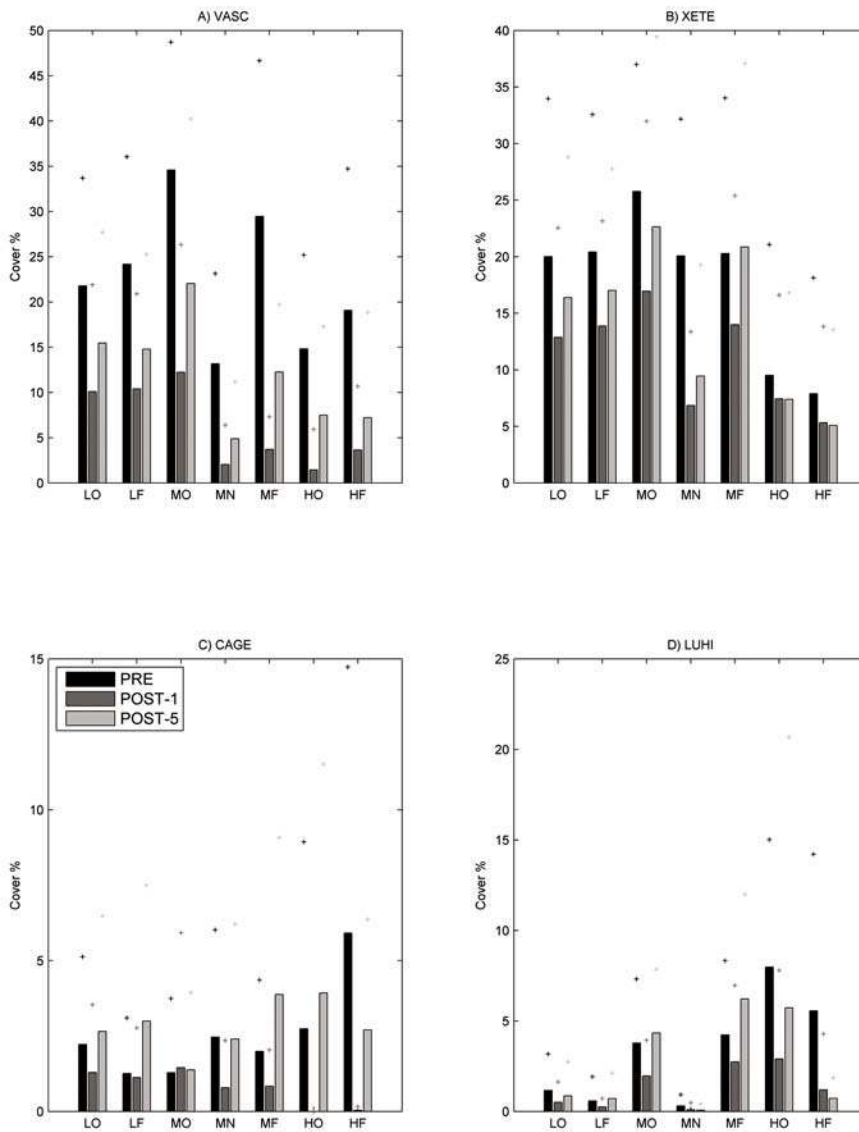 A) VASC
50
45
40
35
30
25
20
15
10
5
0
Cover %
LO LF MO MN MF HO HF
B) XETE
40
35
30
25
20
15
10
5
0
Cover %
LO LF MO MN MF HO HF
C) CAGE
15
10
5
0
Cover %
PRE
POST-1
POST-5
LO LF MO MN MF HO HF
D) LUHI
25
20
15
10
5
0
Cover %
LO LF MO MN MF HO HF